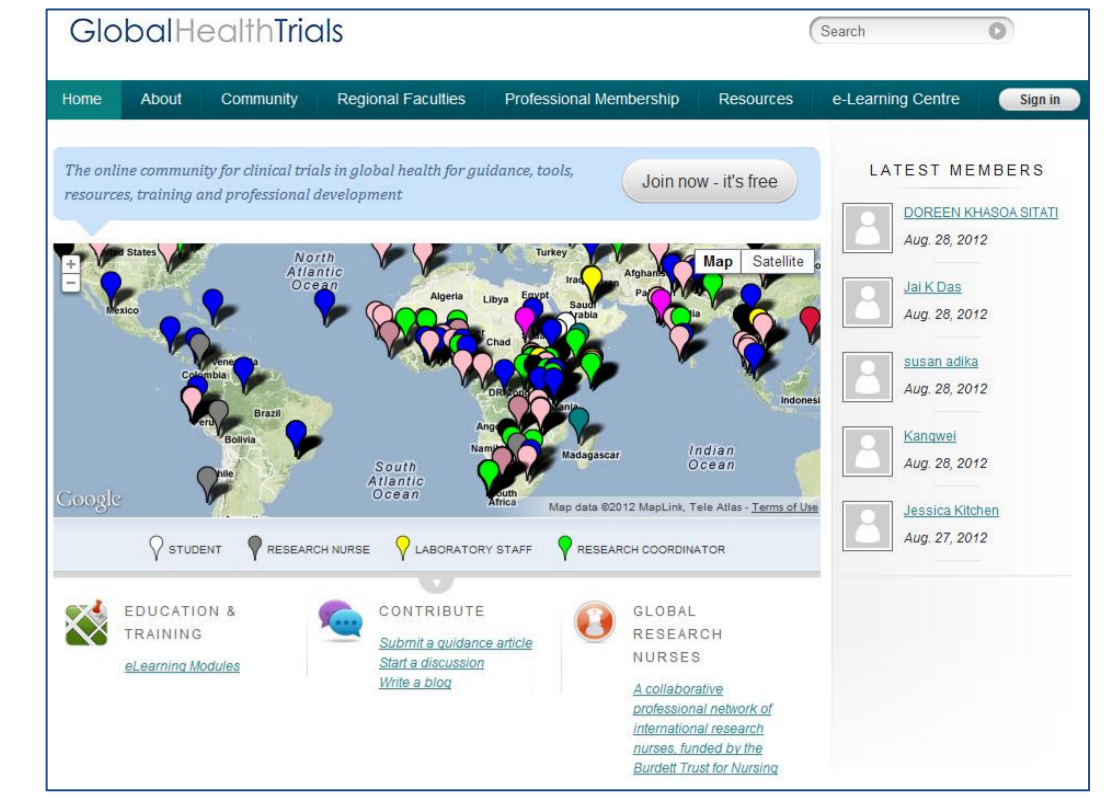 GlobalHealthTrials
Search
Home About Community Regional Faculties Professional Membership Resources e-Learning Centre Sign in
The online community for clinical trials in global health for guidance, tools,
resources, training and professional development
Join now - it's free
+
−
Map Satellite
States
North
Atlantic
Ocean
Turkey
Mexico
Algeria
Libya
Egypt
Saudi
Arabia
Chad
Brazil
Bolivia
Madagascar
Indian
Ocean
South
Atlantic
Ocean
South
Africa
Google
Map data ©2012 MapLink, Tele Atlas - Terms of Use
STUDENT RESEARCH NURSE LABORATORY STAFF RESEARCH COORDINATOR
EDUCATION &
TRAINING
eLearning Modules
CONTRIBUTE
Submit a guidance article
Start a discussion
Write a blog
GLOBAL
RESEARCH
NURSES
A collaborative
professional network of
international research
nurses, funded by the
Burdett Trust for Nursing
LATEST MEMBERS
DOREEN KHASOA SITATI
Aug. 28, 2012
Jai K Das
Aug. 28, 2012
susan adika
Aug. 28, 2012
Kangwei
Aug. 28, 2012
Jessica Kitchen
Aug. 27, 2012